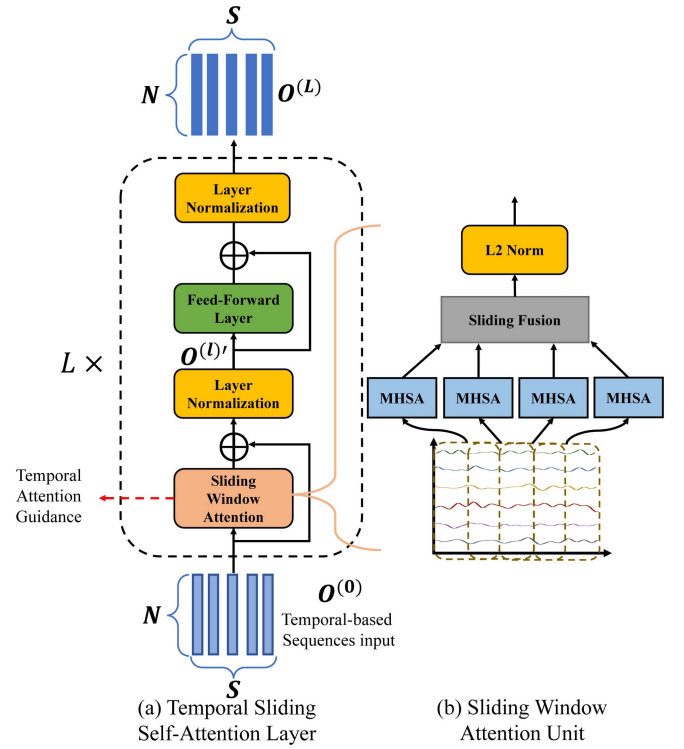 S
N
O^(L)
Layer
Normalization
Feed-Forward
Layer
O^(l)′
L ×
Layer
Normalization
Sliding
Window
Attention
Temporal
Attention
Guidance
O^(0)
N
Temporal-based
Sequences input
S
(a) Temporal Sliding
Self-Attention Layer
L2 Norm
Sliding Fusion
MHSA MHSA MHSA MHSA
(b) Sliding Window
Attention Unit